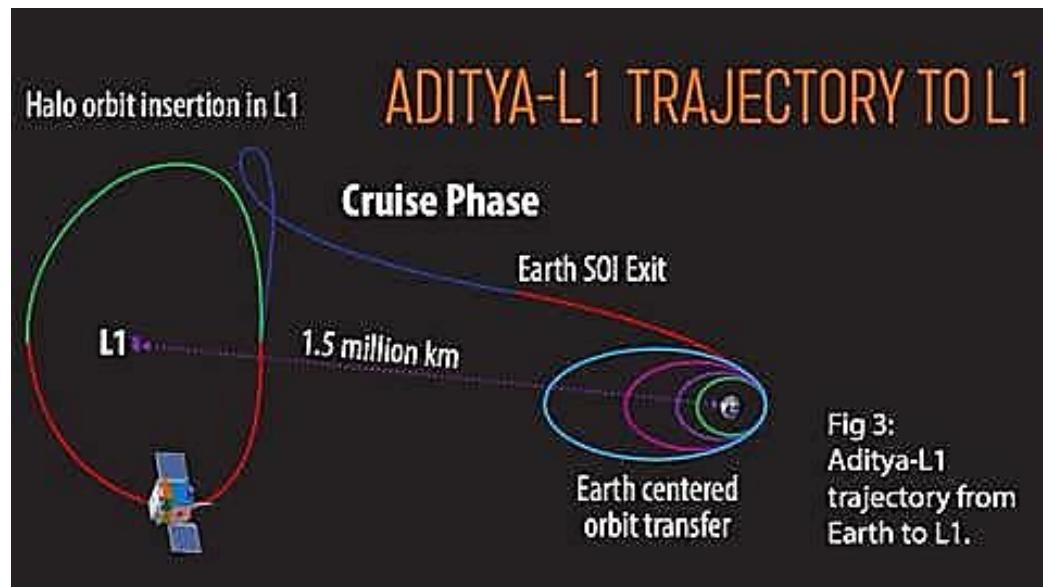 ADITYA-L1 TRAJECTORY TO L1
Halo orbit insertion in L1
Cruise Phase
Earth SOI Exit
L1
1.5 million km
Earth centered
orbit transfer
Fig 3:
Aditya-L1
trajectory from
Earth to L1.